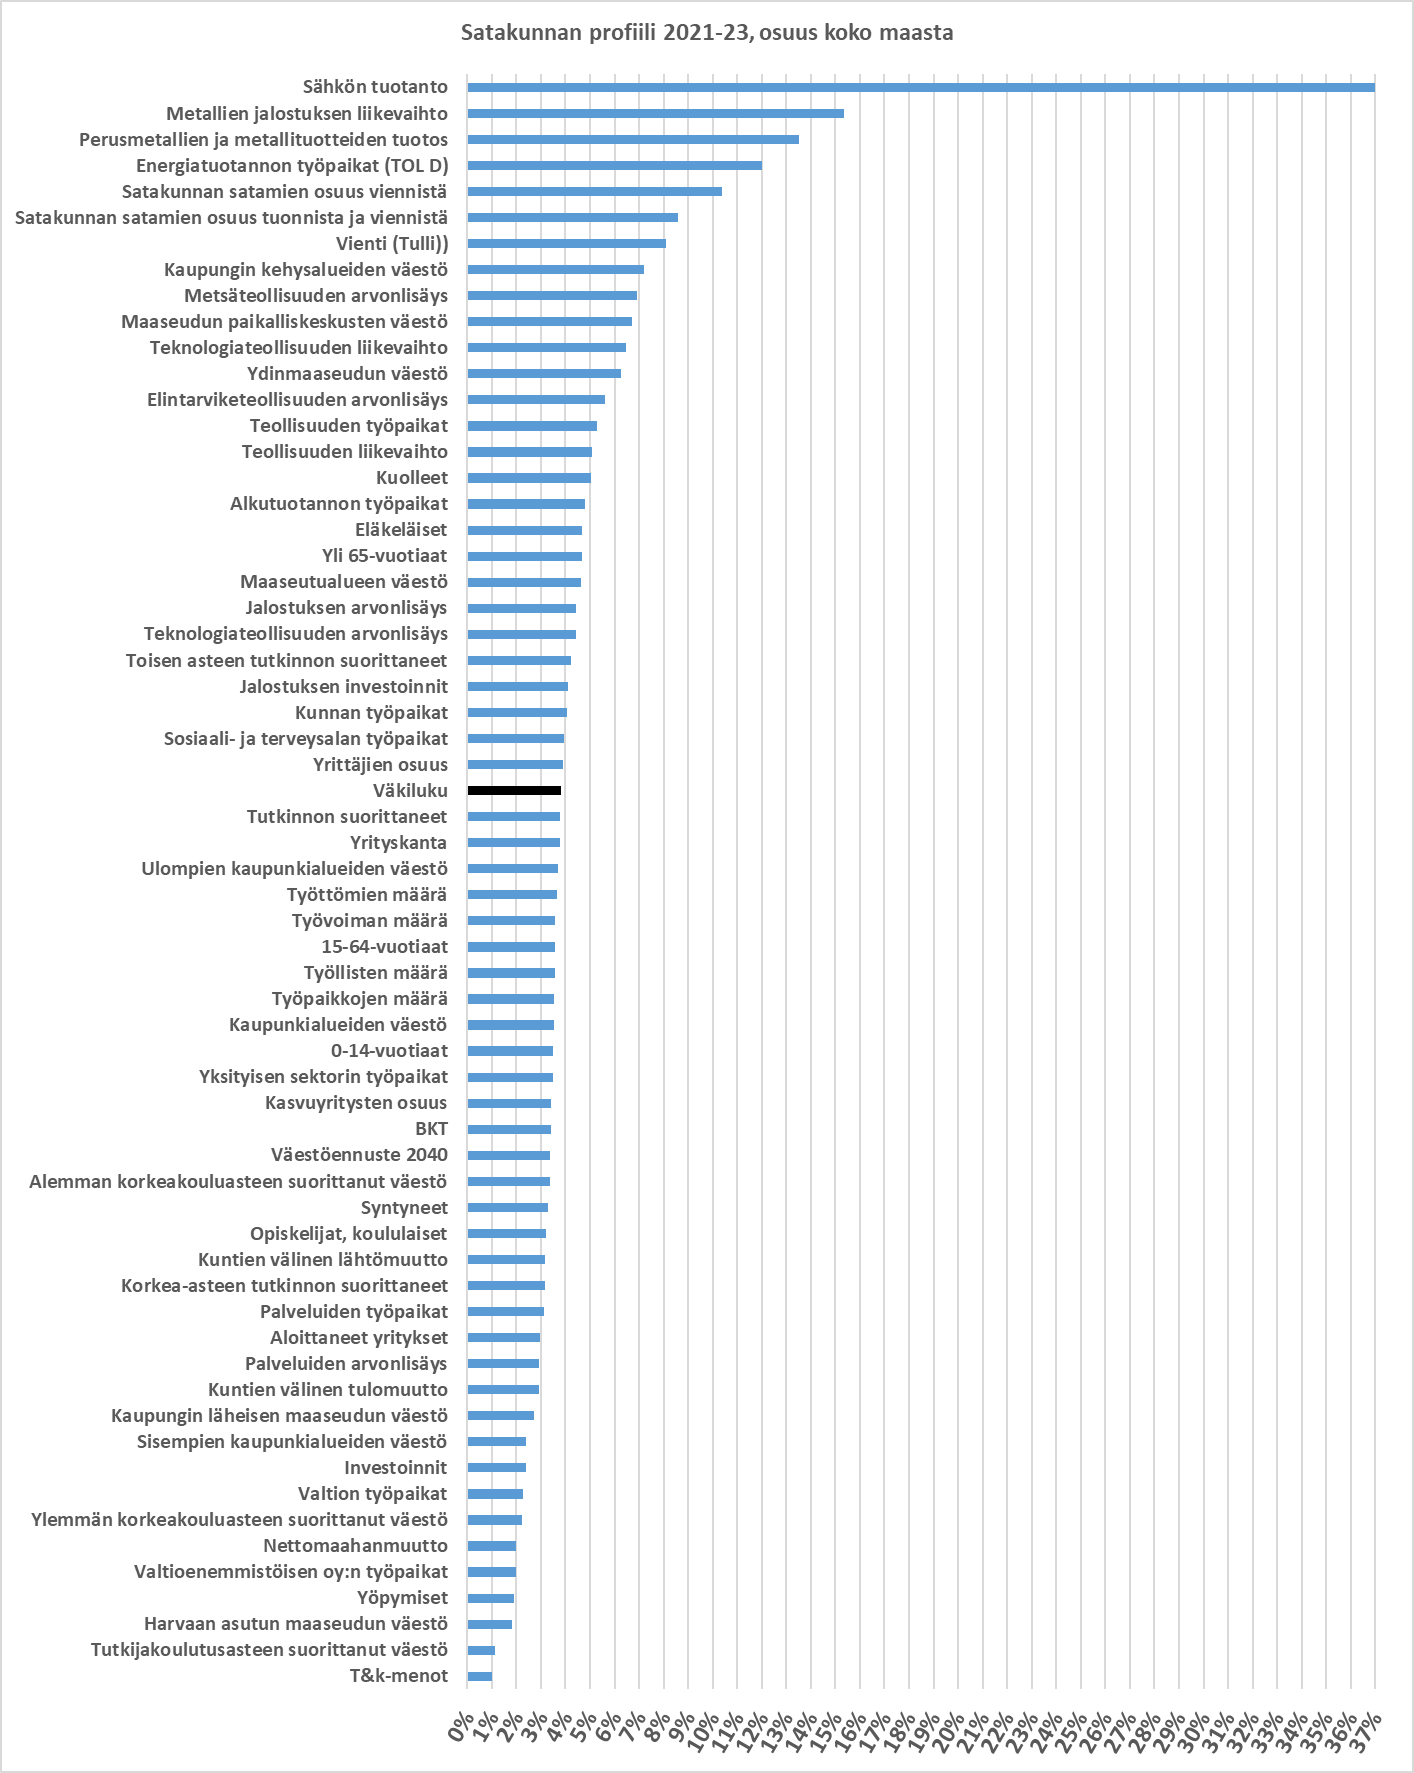 Satakunnan profiili 2021-23, osuus koko maasta
Sähkön tuotanto
Metallien jalostuksen liikevaihto
Perusmetallien ja metallituotteiden tuotos
Energiatuotannon työpaikat (TOL D)
Satakunnan satamien osuus viennistä
Satakunnan satamien osuus tuonnista ja viennistä
Vienti (Tulli))
Kaupungin kehysalueiden väestö
Metsäteollisuuden arvonlisäys
Maaseudun paikalliskeskusten väestö
Teknologiateollisuuden liikevaihto
Ydinmaaseudun väestö
Elintarviketeollisuuden arvonlisäys
Teollisuuden työpaikat
Teollisuuden liikevaihto
Kuolleet
Alkutuotannon työpaikat
Eläkeläiset
Yli 65-vuotiaat
Maaseutualueen väestö
Jalostuksen arvonlisäys
Teknologiateollisuuden arvonlisäys
Toisen asteen tutkinnon suorittaneet
Jalostuksen investoinnit
Kunnan työpaikat
Sosiaali- ja terveysalan työpaikat
Yrittäjien osuus
Väkiluku
Tutkinnon suorittaneet
Yrityskanta
Ulompien kaupunkialueiden väestö
Työttömien määrä
Työvoiman määrä
15-64-vuotiaat
Työllisten määrä
Työpaikkojen määrä
Kaupunkialueiden väestö
0-14-vuotiaat
Yksityisen sektorin työpaikat
Kasvuyritysten osuus
BKT
Väestöennuste 2040
Alemman korkeakouluasteen suorittanut väestö
Syntyneet
Opiskelijat, koululaiset
Kuntien välinen lähtömuutto
Korkea-asteen tutkinnon suorittaneet
Palveluiden työpaikat
Aloittaneet yritykset
Palveluiden arvonlisäys
Kuntien välinen tulomuutto
Kaupungin läheisen maaseudun väestö
Sisempien kaupunkialueiden väestö
Investoinnit
Valtion työpaikat
Ylemmän korkeakouluasteen suorittanut väestö
Nettomaahanmuutto
Valtioenemmistöisen oy:n työpaikat
Yöpymiset
Harvaan asutun maaseudun väestö
Tutkijakoulutusasteen suorittanut väestö
T&k-menot
0% 1% 2% 3% 4% 5% 6% 7% 8% 9% 10% 11% 12% 13% 14% 15% 16% 17% 18% 19% 20% 21% 22% 23% 24% 25% 26% 27% 28% 29% 30% 31% 32% 33% 34% 35% 36% 37%